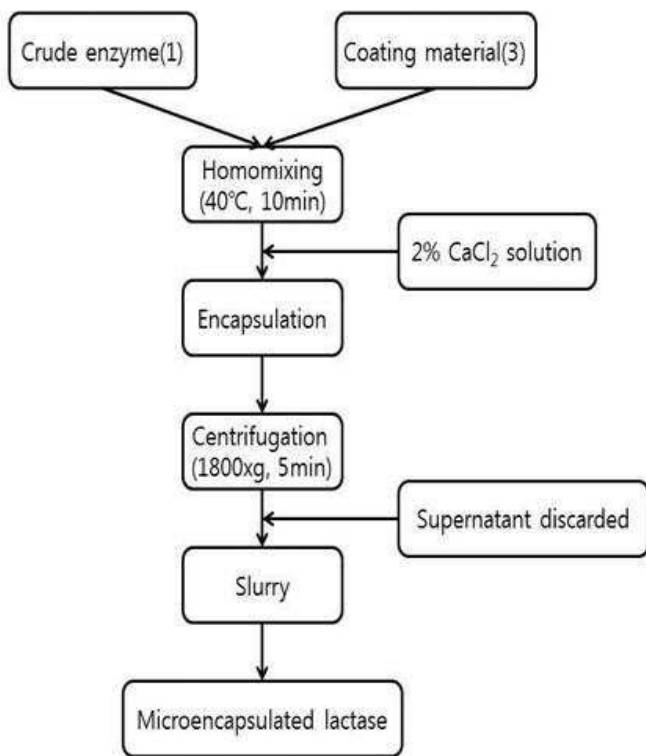 Crude enzyme(1)
Coating material(3)
Homomixing
(40℃, 10min)
2% CaCl₂ solution
Encapsulation
Centrifugation
(1800xg, 5min)
Supernatant discarded
Slurry
Microencapsulated lactase